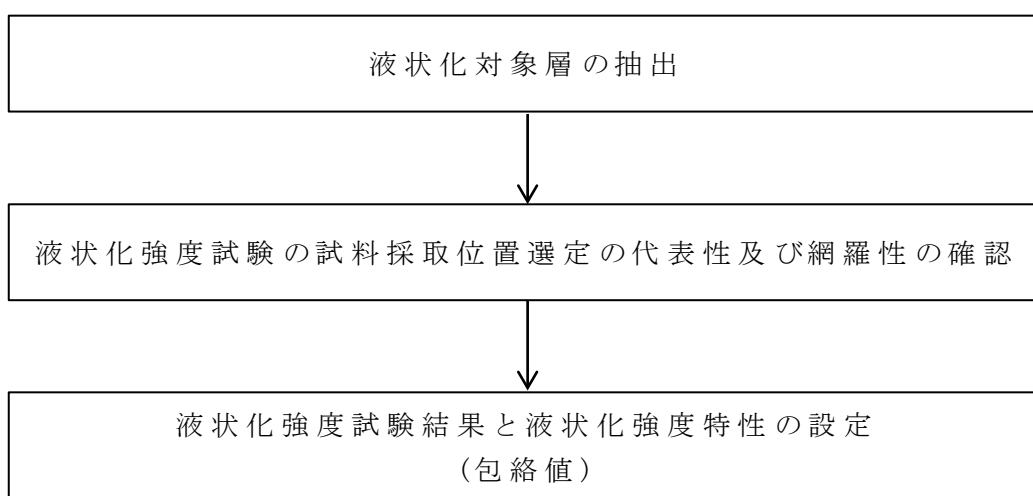 液状化対象層の抽出
液状化強度試験の試料採取位置選定の代表性及び網羅性の確認
液状化強度試験結果と液状化強度特性の設定
(包絡値)